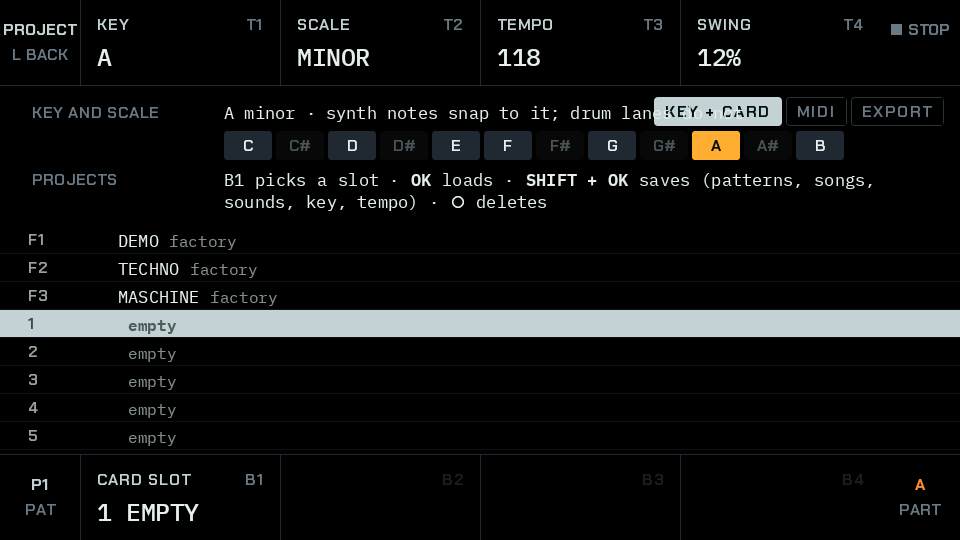 PROJECT
L BACK
KEY T1
A
SCALE T2
MINOR
TEMPO T3
118
SWING T4
12%
STOP
KEY AND SCALE
A minor · synth notes snap to it; drum lanes do not
KEY + CARD MIDI EXPORT
C C# D D# E F F# G G# A A# B
PROJECTS
B1 picks a slot · OK loads · SHIFT + OK saves (patterns, songs,
sounds, key, tempo) · O deletes
F1 DEMO factory
F2 TECHNO factory
F3 MASCHINE factory
1 empty
2 empty
3 empty
4 empty
5 empty
P1
PAT
CARD SLOT B1
1 EMPTY
B2
B3
B4
A
PART